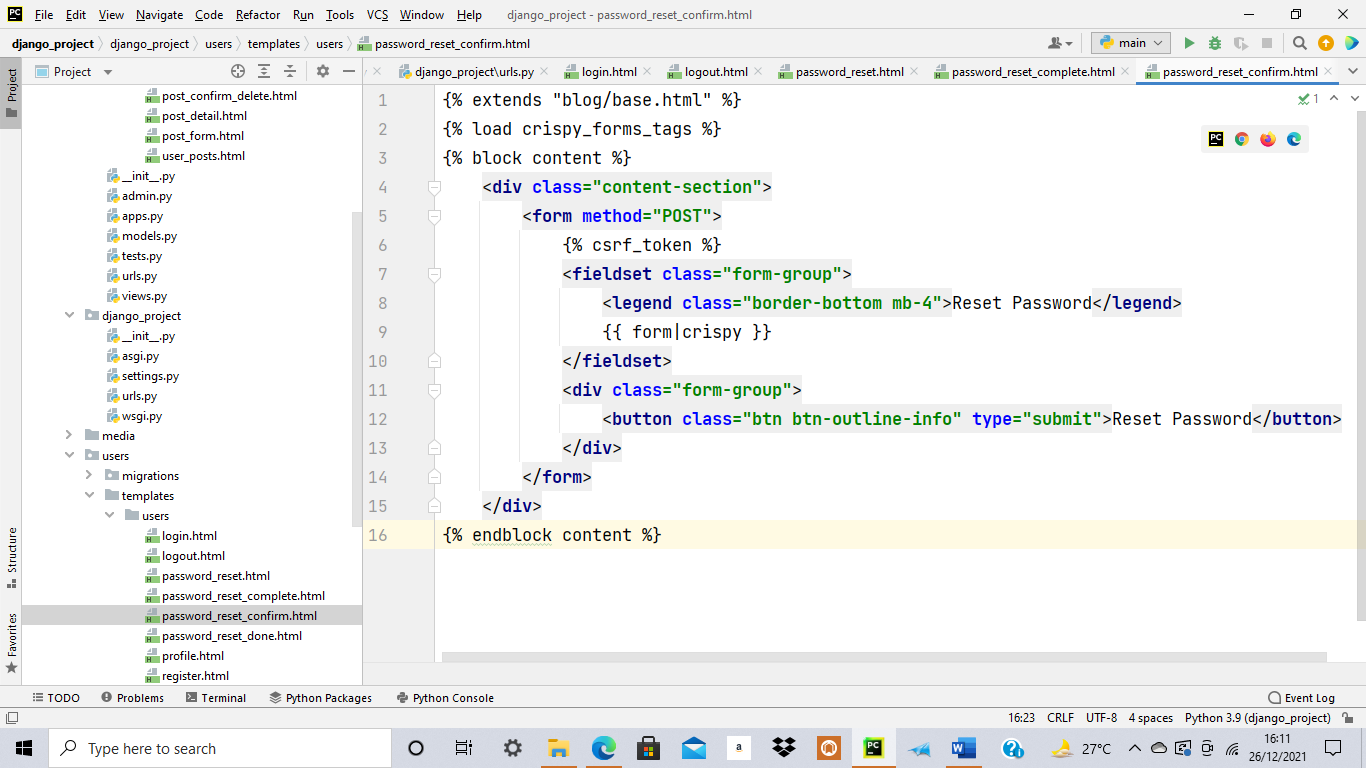 PC File Edit View Navigate Code Refactor Run Tools VCS Window Help django_project - password_reset_confirm.html
django_project django_project users templates users password_reset_confirm.html main
Project django_project\urls.py login.html logout.html password_reset.html password_reset_complete.html password_reset_confirm.html
Project
Structure
Favorites
post_confirm_delete.html
post_detail.html
post_form.html
user_posts.html
__init__.py
admin.py
apps.py
models.py
tests.py
urls.py
views.py
django_project
__init__.py
asgi.py
settings.py
urls.py
wsgi.py
media
users
migrations
templates
users
login.html
logout.html
password_reset.html
password_reset_complete.html
password_reset_confirm.html
password_reset_done.html
profile.html
register.html
1 {% extends "blog/base.html" %}
2 {% load crispy_forms_tags %}
3 {% block content %}
4 <div class="content-section">
5 <form method="POST">
6 {% csrf_token %}
7 <fieldset class="form-group">
8 <legend class="border-bottom mb-4">Reset Password</legend>
9 {{ form|crispy }}
10 </fieldset>
11 <div class="form-group">
12 <button class="btn btn-outline-info" type="submit">Reset Password</button>
13 </div>
14 </form>
15 </div>
16 {% endblock content %}
1
PC
TODO Problems Terminal Python Packages Python Console Event Log
16:23 CRLF UTF-8 4 spaces Python 3.9 (django_project)
Type here to search a PC W 27°C 16:11
26/12/2021